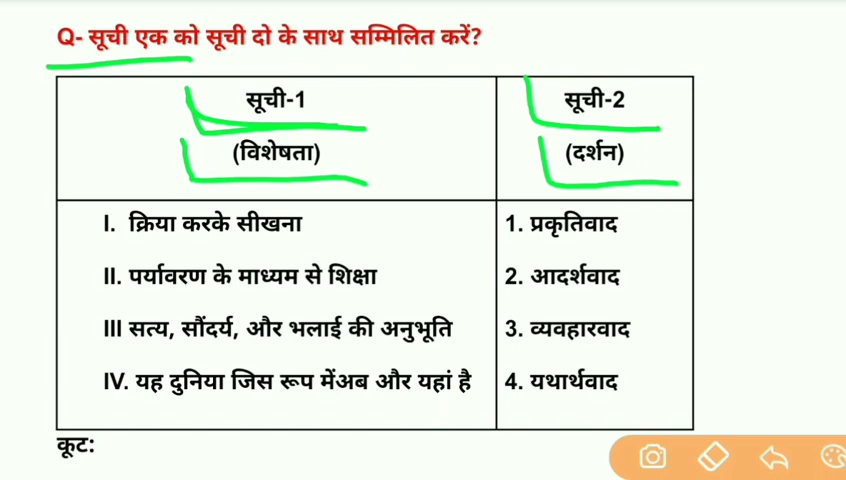 Q- सूची एक को सूची दो के साथ सम्मिलित करें?
सूची-1 सूची-2
(विशेषता) (दर्शन)
I. क्रिया करके सीखना 1. प्रकृतिवाद
II. पर्यावरण के माध्यम से शिक्षा 2. आदर्शवाद
III सत्य, सौंदर्य, और भलाई की अनुभूति 3. व्यवहारवाद
IV. यह दुनिया जिस रूप मेंअब और यहां है 4. यथार्थवाद
कूट: